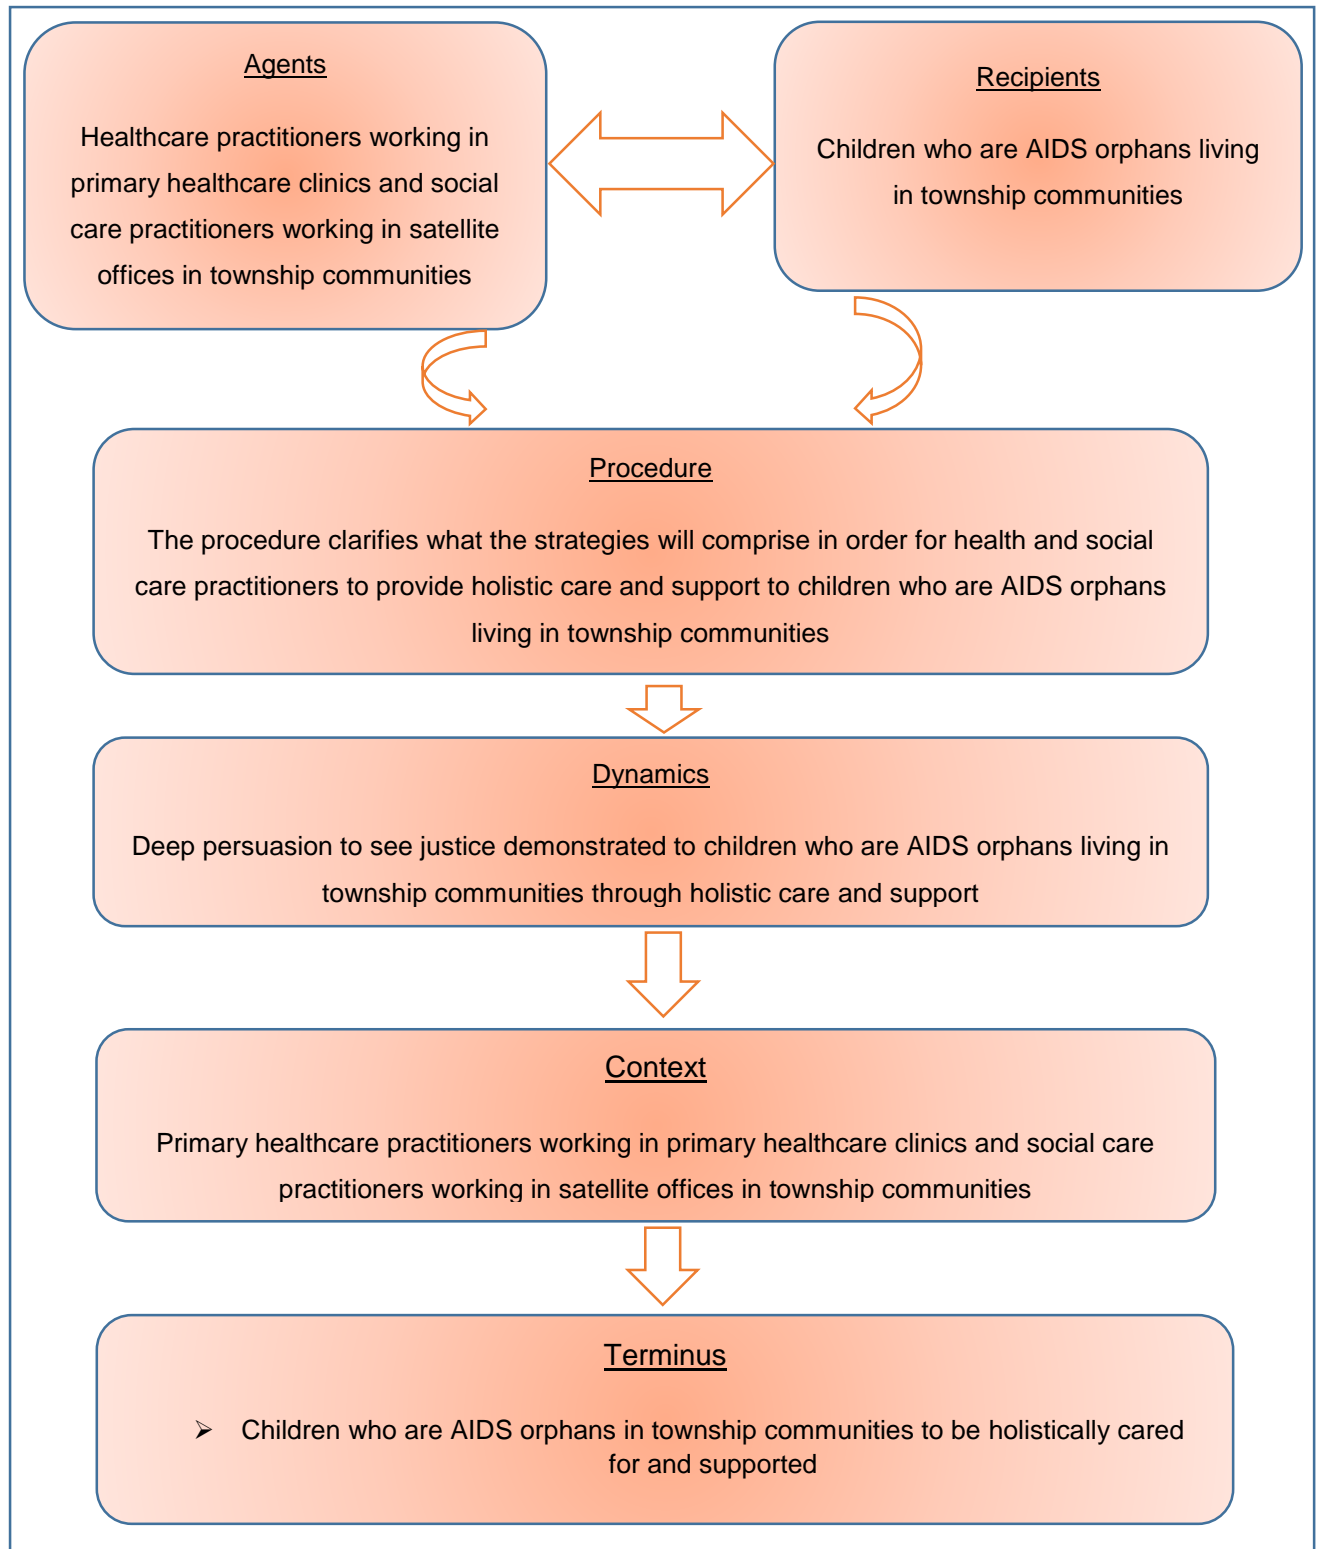 Agents
Healthcare practitioners working in
primary healthcare clinics and social
care practitioners working in satellite
offices in township communities
Recipients
Children who are AIDS orphans living
in township communities
Procedure
The procedure clarifies what the strategies will comprise in order for health and social
care practitioners to provide holistic care and support to children who are AIDS orphans
living in township communities
Dynamics
Deep persuasion to see justice demonstrated to children who are AIDS orphans living in
township communities through holistic care and support
Context
Primary healthcare practitioners working in primary healthcare clinics and social care
practitioners working in satellite offices in township communities
Terminus
➢ Children who are AIDS orphans in township communities to be holistically cared
for and supported